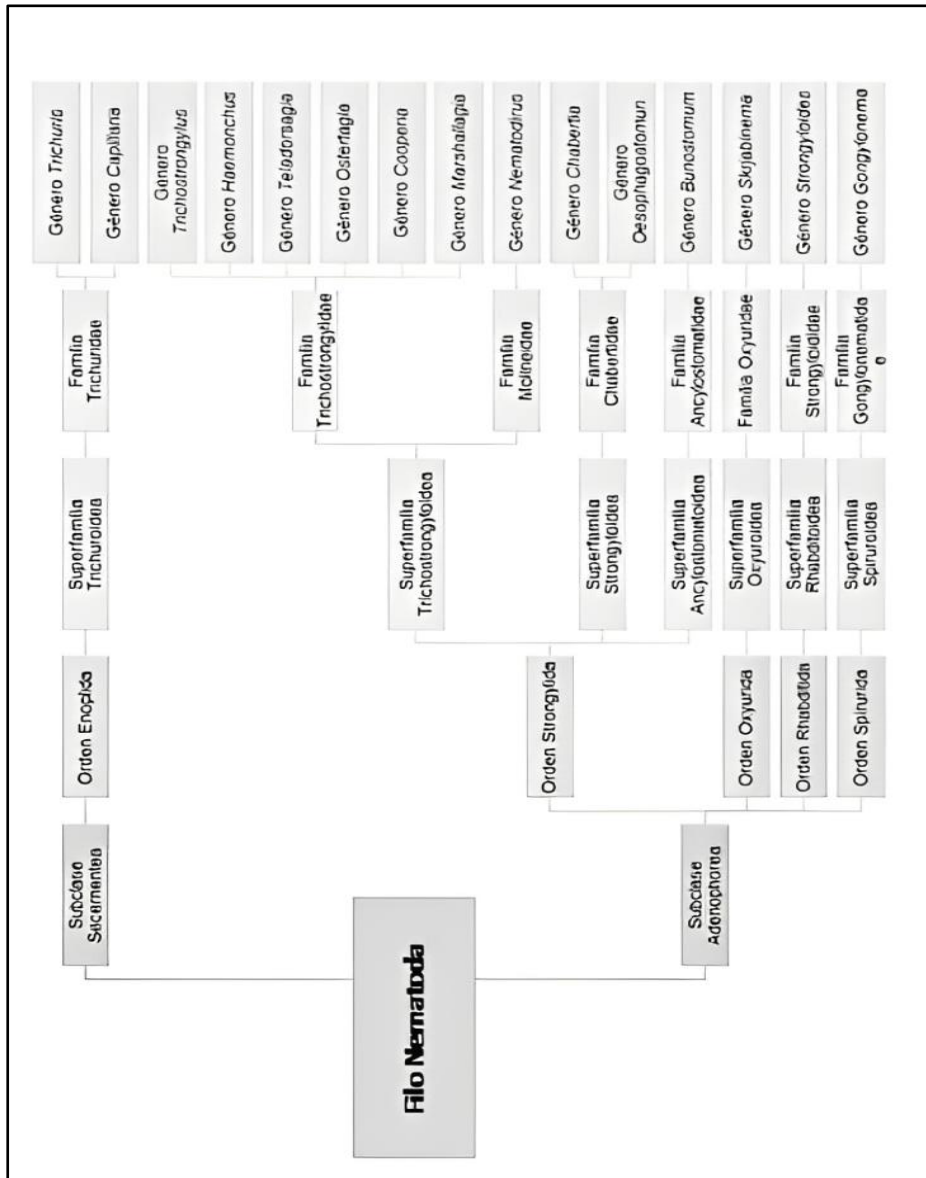 Filo Nematoda
Subclase
Secernentea
Orden Enoplida
Superfamilia
Trichuroidea
Familia
Trichuridae
Género Trichuris
Género Capillaria
Subclase
Adenophorea
Orden Strongylida
Superfamilia
Trichostrongyloidea
Familia
Trichostrongylidae
Género
Trichostrongylus
Género Haemonchus
Género Teladorsagia
Género Ostertagia
Género Cooperia
Género Marshallagia
Familia
Molineidae
Género Nematodirus
Superfamilia
Strongyloidea
Familia
Chabertidae
Género Chabertia
Género
Oesophagostomun
Superfamilia
Ancylostomatoidea
Familia
Ancylostomatidae
Género Bunostomum
Orden Oxyurida
Superfamilia
Oxyuroidea
Familia Oxyuridae
Género Skrjabinema
Orden Rhabditida
Superfamilia
Rhabditoidea
Familia
Strongyloididae
Género Strongyloides
Orden Spirurida
Superfamilia
Spiruroidea
Familia
Gongylonematida
e
Género Gongylonema